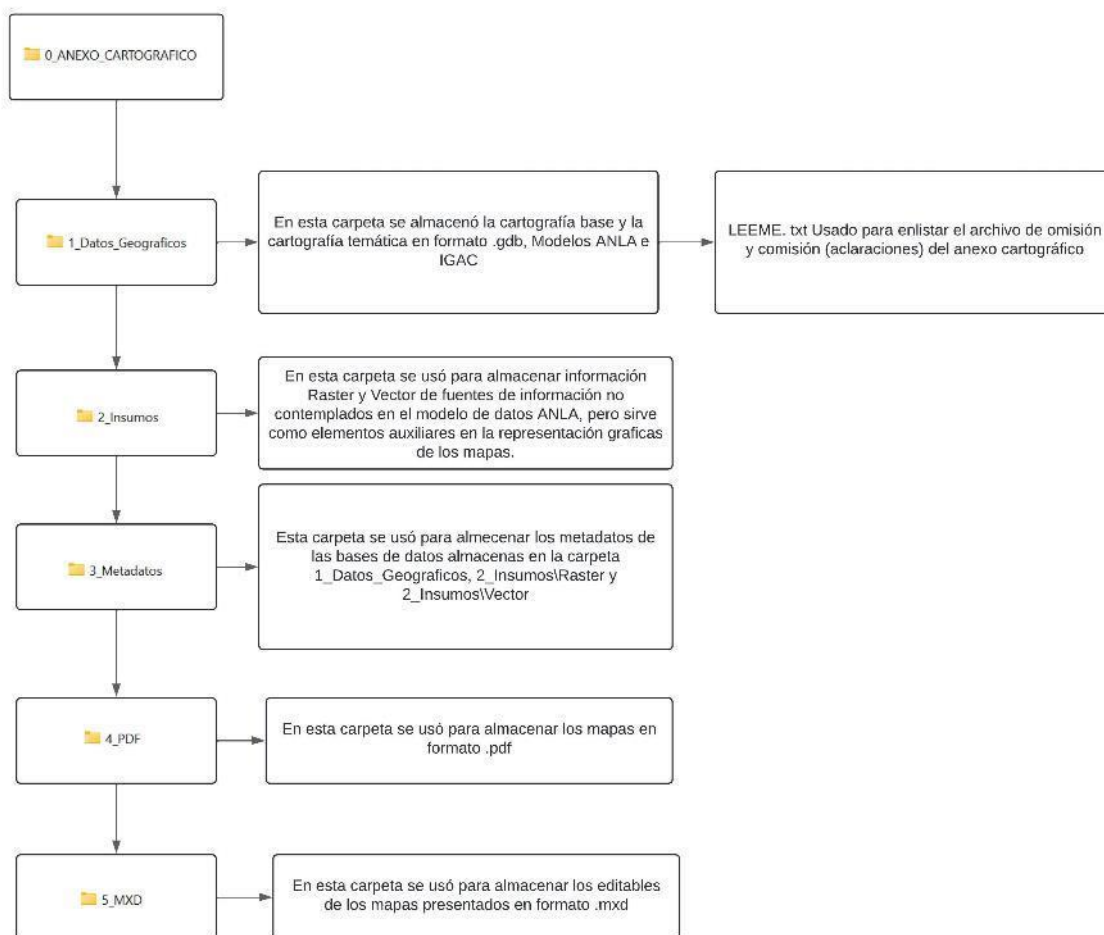 0_ANEXO_CARTOGRAFICO
1_Datos_Geograficos
En esta carpeta se almacenó la cartografía base y la
cartografía temática en formato .gdb, Modelos ANLA e
IGAC
LEEME. txt Usado para enlistar el archivo de omisión
y comisión (aclaraciones) del anexo cartográfico
2_Insumos
En esta carpeta se usó para almacenar información
Raster y Vector de fuentes de información no
contemplados en el modelo de datos ANLA, pero sirve
como elementos auxiliares en la representación graficas
de los mapas.
3_Metadatos
Esta carpeta se usó para almecenar los metadatos de
las bases de datos almacenas en la carpeta
1_Datos_Geograficos, 2_Insumos\Raster y
2_Insumos\Vector
4_PDF
En esta carpeta se usó para almacenar los mapas en
formato .pdf
5_MXD
En esta carpeta se usó para almacenar los editables
de los mapas presentados en formato .mxd